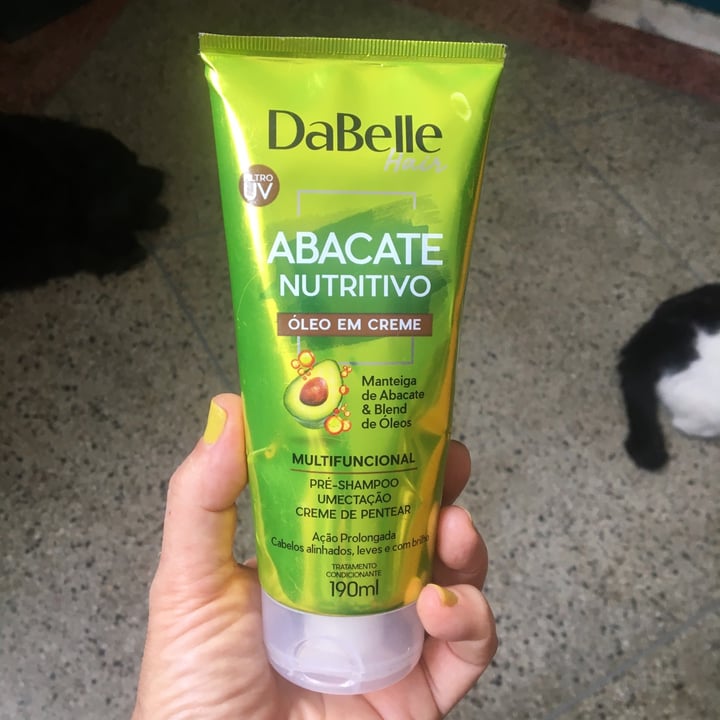 DaBelle
Hair
FILTRO
UV
ABACATE
NUTRITIVO
ÓLEO EM CREME
Manteiga
de Abacate
& Blend
de Óleos
MULTIFUNCIONAL
PRÉ-SHAMPOO
UMECTAÇÃO
CREME DE PENTEAR
Ação Prolongada
Cabelos alinhados, leves e com brilho
TRATAMENTO
CONDICIONANTE
190ml